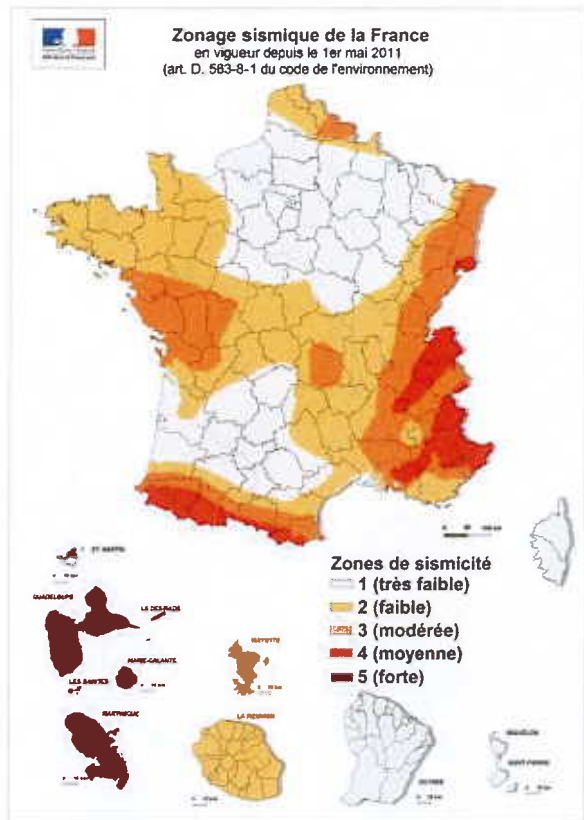 Zonage sismique de la France
en vigueur depuis le 1er mai 2011
(art. D. 563-8-1 du code de l'environnement)
Zones de sismicité
1 (très faible)
2 (faible)
3 (modérée)
4 (moyenne)
5 (forte)
ST-MARTIN
GUADELOUPE
LA DESIRADE
MARIE-GALANTE
LES SAINTES
MARTINIQUE
MAYOTTE
LA REUNION
GUYANE
MIQUELON
SAINT-PIERRE